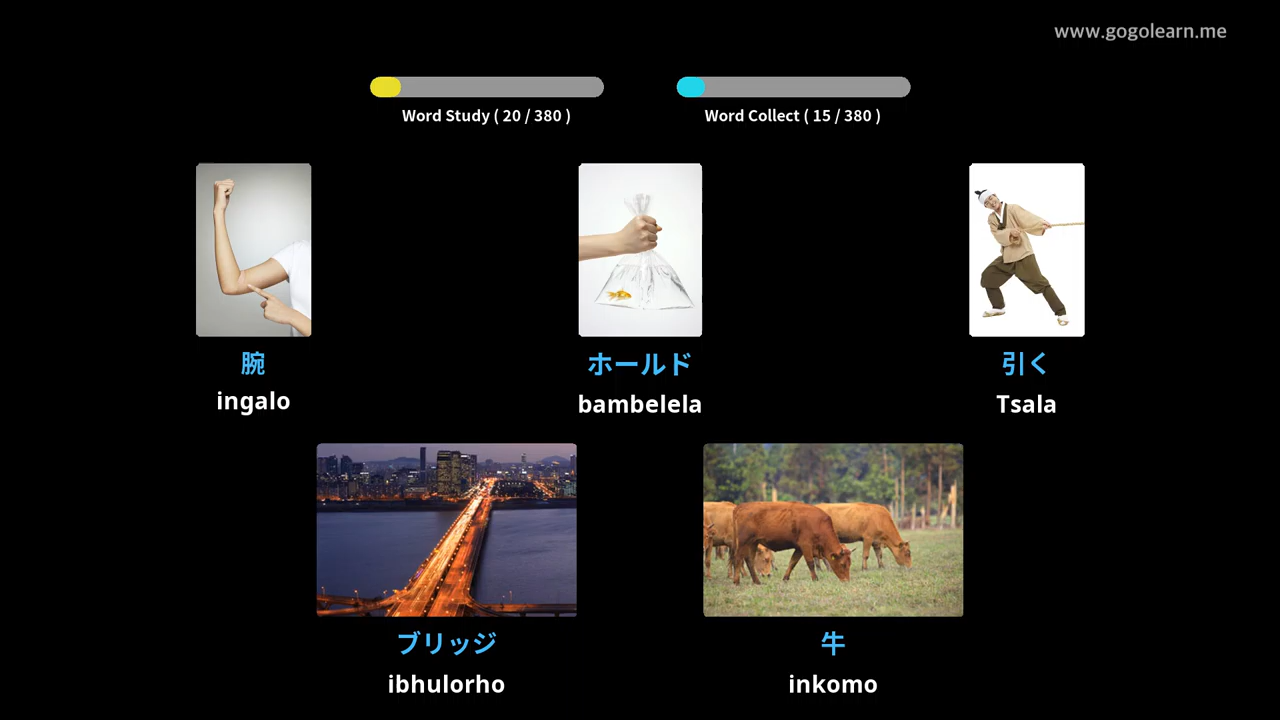 www.gogolearn.me
Word Study ( 20 / 380 )
Word Collect ( 15 / 380 )
腕
ingalo
ホールド
bambelela
引く
Tsala
ブリッジ
ibhulorho
牛
inkomo